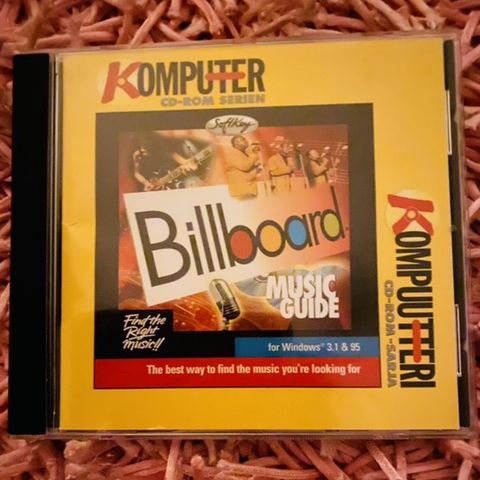 KOMPUTER
CD-ROM SERIEN
SoftKey
Billboard
MUSIC
GUIDE
Find the
Right
Music!!
for Windows® 3.1 & 95
The best way to find the music you're looking for
KOMPUUTTERI
CD-ROM-SARJA